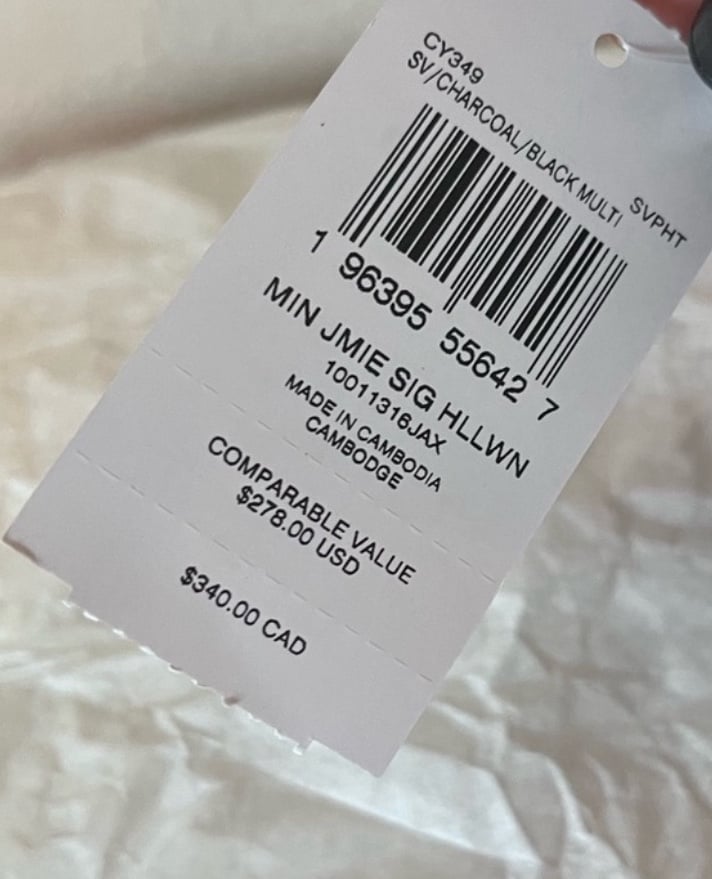 CY349
SV/CHARCOAL/BLACK MULTI SVPHT
1 96395 55642 7
MIN JMIE SIG HLLWN
10011316JAX
MADE IN CAMBODIA
CAMBODGE
COMPARABLE VALUE
$278.00 USD
$340.00 CAD